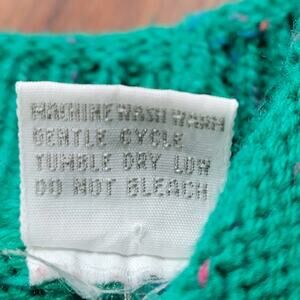 MACHINE WASH WARM
GENTLE CYCLE
TUMBLE DRY LOW
DO NOT BLEACH